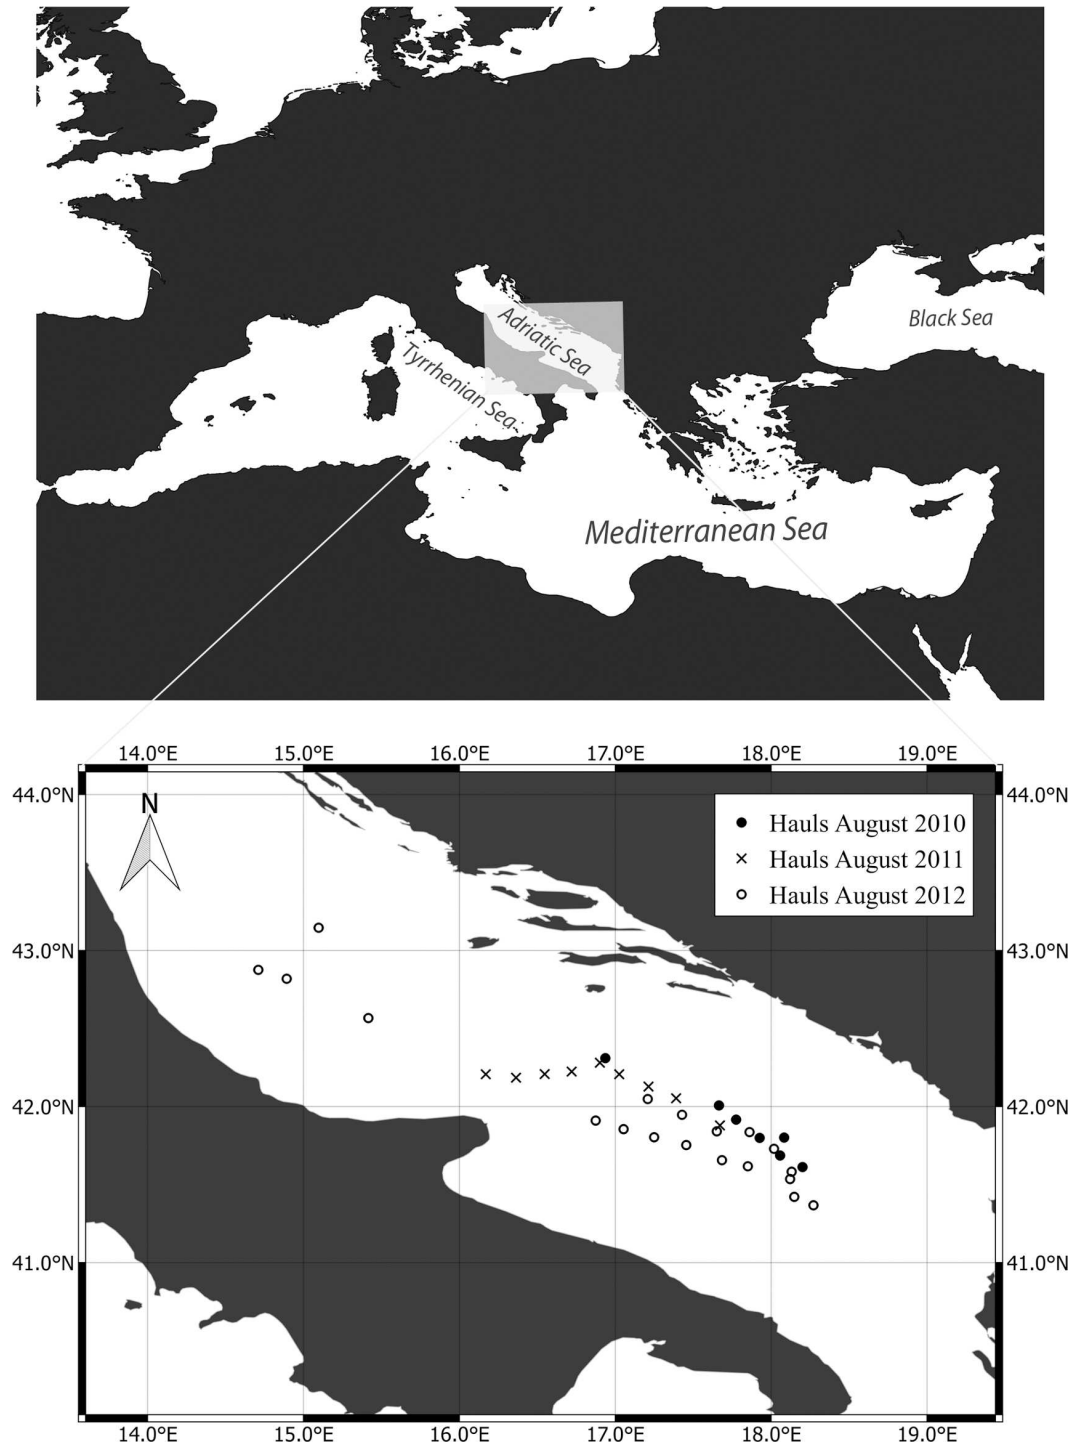 Black Sea
Adriatic Sea
Tyrrhenian Sea
Mediterranean Sea
14.0°E 15.0°E 16.0°E 17.0°E 18.0°E 19.0°E
44.0°N 44.0°N
N
Hauls August 2010
Hauls August 2011
Hauls August 2012
43.0°N 43.0°N
42.0°N 42.0°N
41.0°N 41.0°N
14.0°E 15.0°E 16.0°E 17.0°E 18.0°E 19.0°E